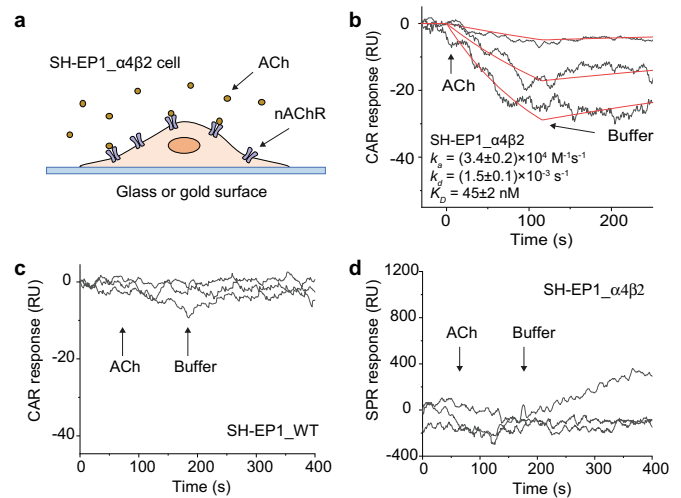 a
SH-EP1_α4β2 cell
ACh
nAChR
Glass or gold surface
b
CAR response (RU)
0
-20
-40
ACh
Buffer
SH-EP1_α4β2
kₐ = (3.4±0.2)×10⁴ M⁻¹s⁻¹
k_d = (1.5±0.1)×10⁻³ s⁻¹
K_D = 45±2 nM
0 100 200
Time (s)
c
CAR response (RU)
0
-20
-40
ACh
Buffer
SH-EP1_WT
0 100 200 300 400
Time (s)
d
SPR response (RU)
1200
800
400
0
-400
SH-EP1_α4β2
ACh
Buffer
0 100 200 300 400
Time (s)